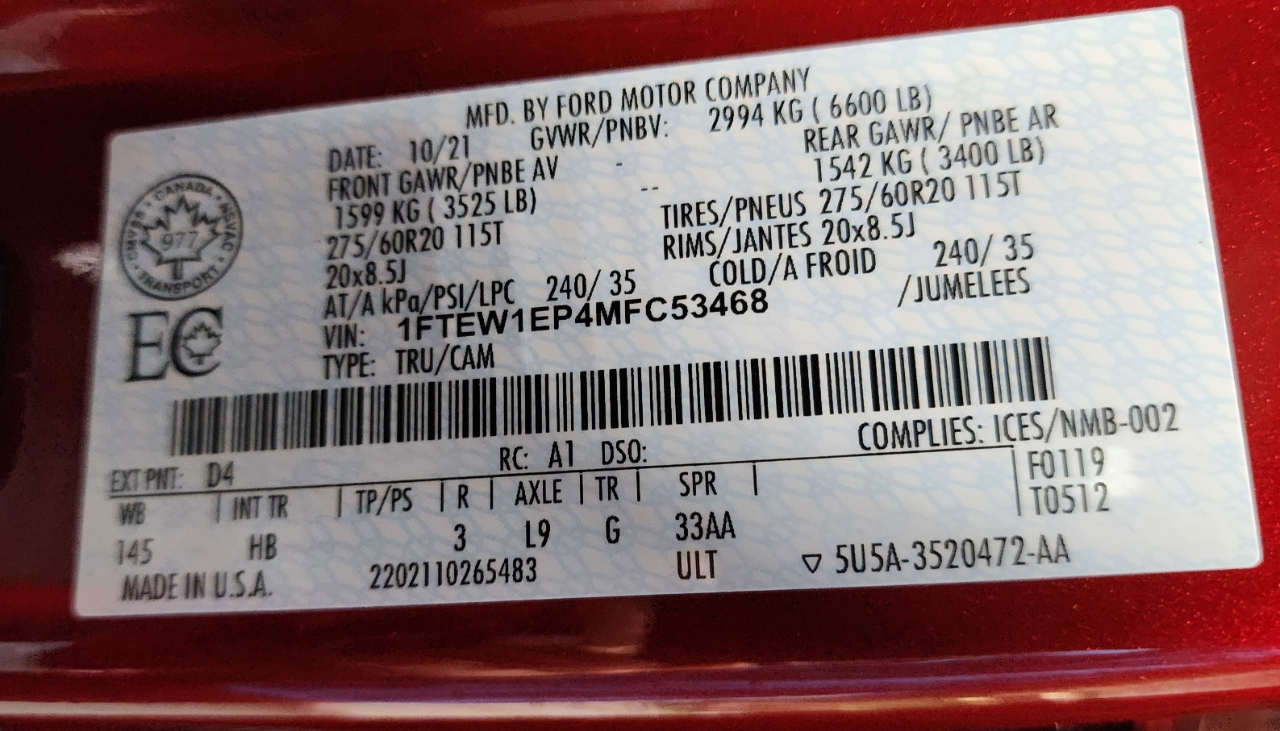 MFD. BY FORD MOTOR COMPANY
DATE: 10/21 GVWR/PNBV: 2994 KG ( 6600 LB)
FRONT GAWR/PNBE AV - REAR GAWR/ PNBE AR
1599 KG ( 3525 LB) -- 1542 KG ( 3400 LB)
275/60R20 115T TIRES/PNEUS 275/60R20 115T
20x8.5J RIMS/JANTES 20x8.5J
AT/A kPa/PSI/LPC 240/ 35 COLD/A FROID 240/ 35
VIN: 1FTEW1EP4MFC53468 /JUMELEES
TYPE: TRU/CAM
CANADA
CMVSS
NSVAC
977
TRANSPORT
EC
COMPLIES: ICES/NMB-002
EXT PNT: D4 RC: A1 DSO:
WB | INT TR | TP/PS | R | AXLE | TR | SPR | F0119
T0512
145 HB 3 L9 G 33AA
MADE IN U.S.A. 2202110265483 ULT ▽ 5U5A-3520472-AA